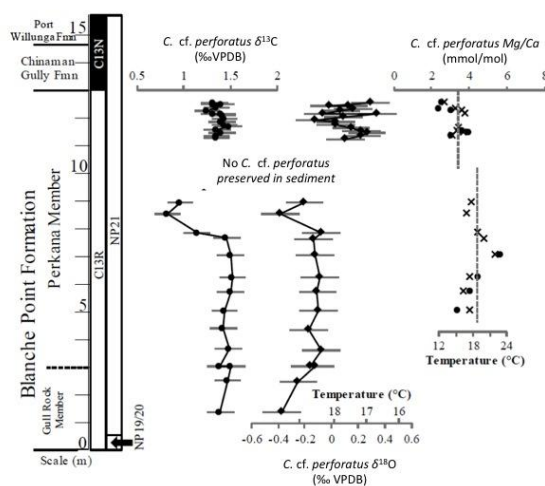 15
10
5
0
Scale (m)
Port
Willunga Fmn
Chinaman
Gully Fmn
Blanche Point Formation
Perkana Member
Gull Rock
Member
C13N
C13R
NP21
NP19/20
C. cf. perforatus δ13C
(‰VPDB)
0.5 1 1.5 2
C. cf. perforatus Mg/Ca
(mmol/mol)
0 2 4 6 8
No C. cf. perforatus
preserved in sediment
12 16 20 24
Temperature (°C)
Temperature (°C)
18 17 16
-0.6 -0.4 -0.2 0 0.2 0.4 0.6
C. cf. perforatus δ18O
(‰ VPDB)